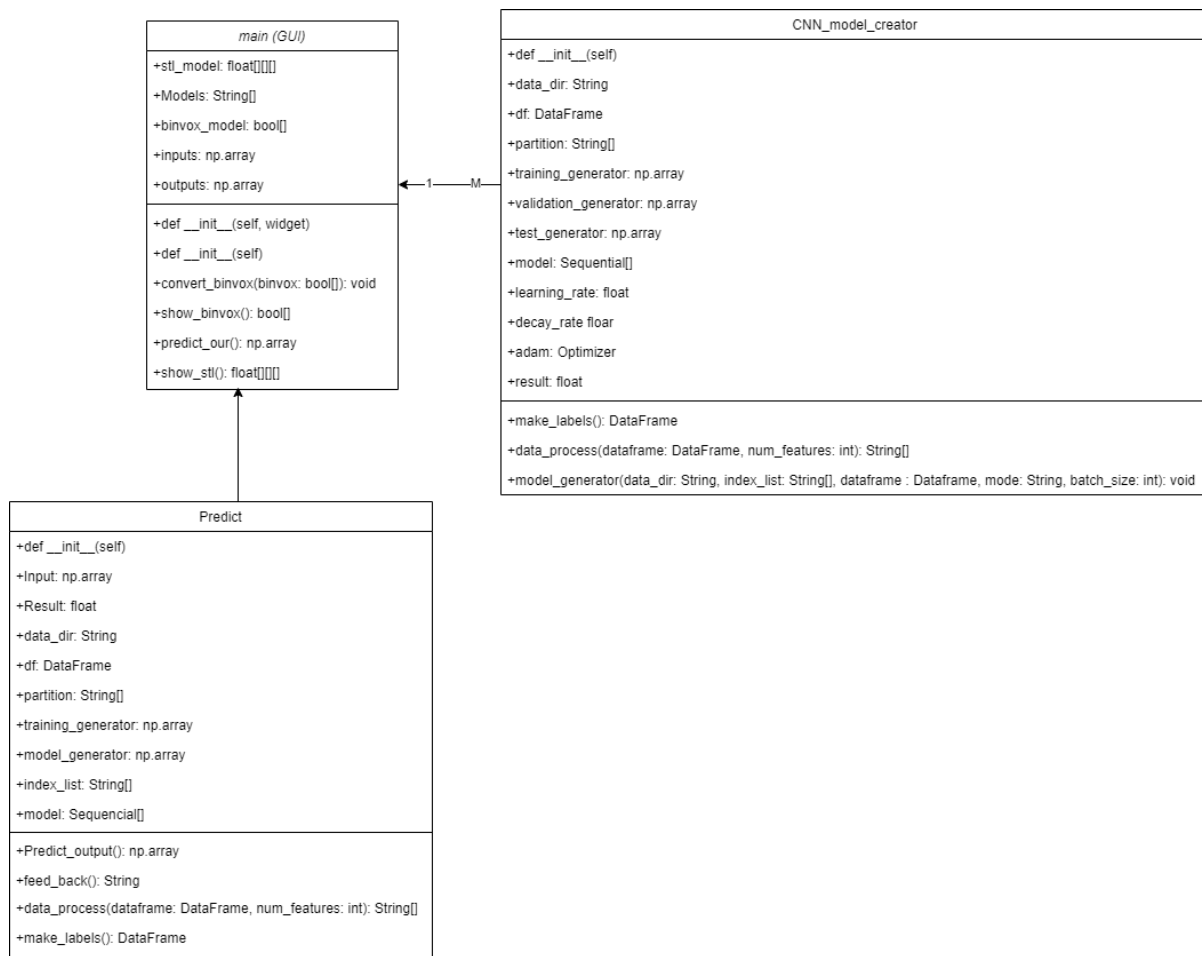 main (GUI)
+stl_model: float[][][]
+Models: String[]
+binvox_model: bool[]
+inputs: np.array
+outputs: np.array
+def __init__(self, widget)
+def __init__(self)
+convert_binvox(binvox: bool[]): void
+show_binvox(): bool[]
+predict_our(): np.array
+show_stl(): float[][][]
1
M
CNN_model_creator
+def __init__(self)
+data_dir: String
+df: DataFrame
+partition: String[]
+training_generator: np.array
+validation_generator: np.array
+test_generator: np.array
+model: Sequential[]
+learning_rate: float
+decay_rate floar
+adam: Optimizer
+result: float
+make_labels(): DataFrame
+data_process(dataframe: DataFrame, num_features: int): String[]
+model_generator(data_dir: String, index_list: String[], dataframe : Dataframe, mode: String, batch_size: int): void
Predict
+def __init__(self)
+Input: np.array
+Result: float
+data_dir: String
+df: DataFrame
+partition: String[]
+training_generator: np.array
+model_generator: np.array
+index_list: String[]
+model: Sequencial[]
+Predict_output(): np.array
+feed_back(): String
+data_process(dataframe: DataFrame, num_features: int): String[]
+make_labels(): DataFrame